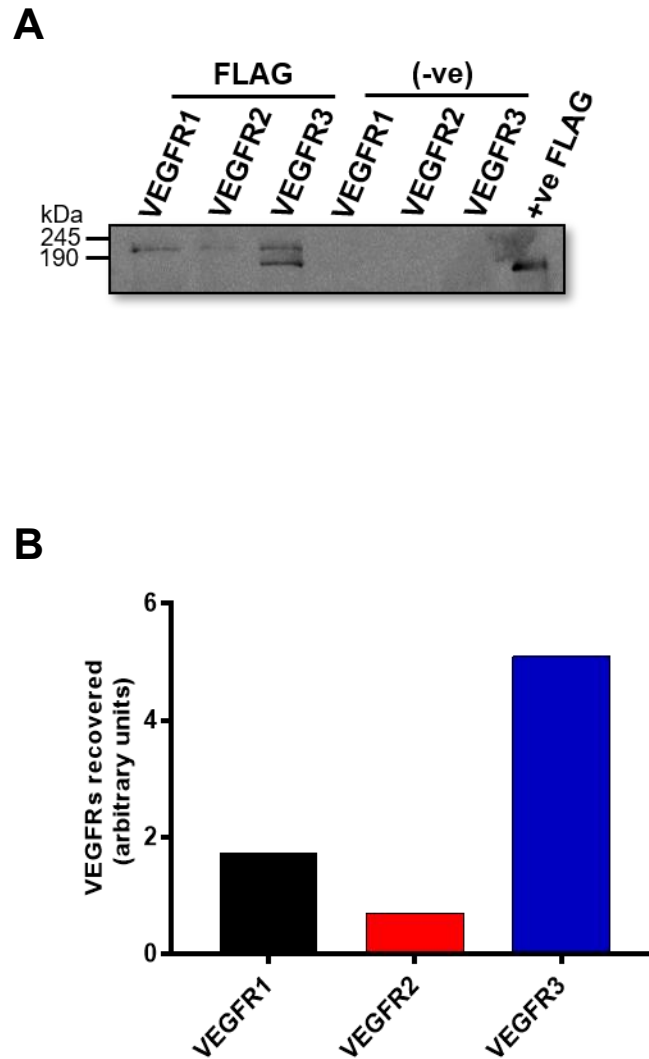 A
FLAG (-ve)
VEGFR1 VEGFR2 VEGFR3 VEGFR1 VEGFR2 VEGFR3 +ve FLAG
kDa
245
190
B
VEGFRs recovered
(arbitrary units)
6
4
2
0
VEGFR1 VEGFR2 VEGFR3